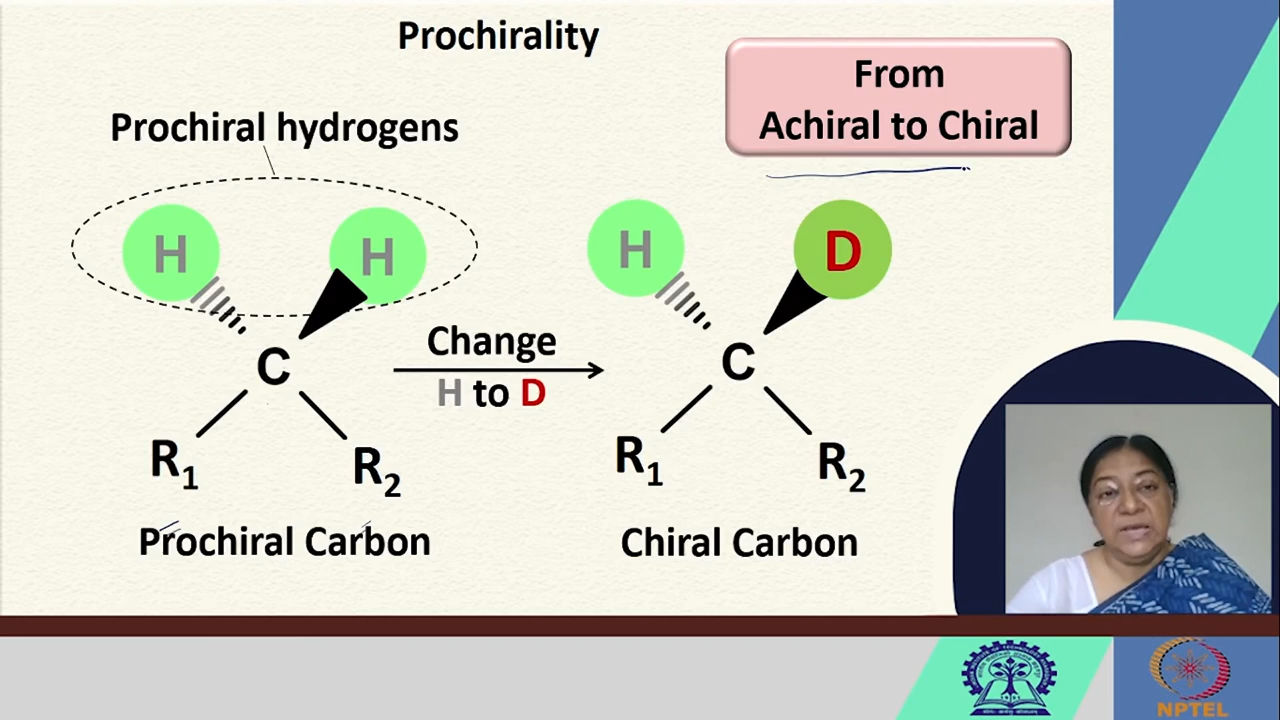 Prochirality
From
Achiral to Chiral
Prochiral hydrogens
H
H
C
R1
R2
Prochiral Carbon
Change
H to D
H
D
C
R1
R2
Chiral Carbon
NPTEL